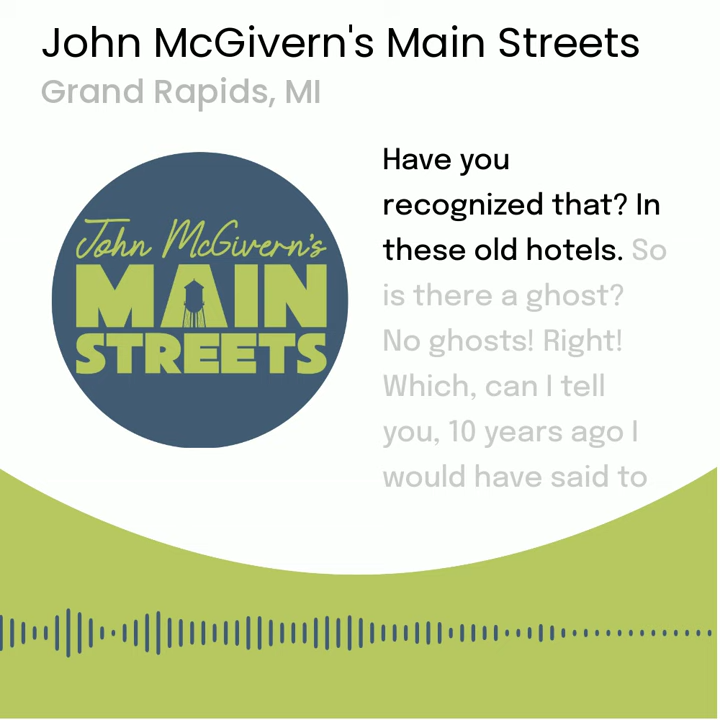 John McGivern's Main Streets
Grand Rapids, MI
John McGivern's
MAIN
STREETS
Have you
recognized that? In
these old hotels. So
is there a ghost?
No ghosts! Right!
Which, can I tell
you, 10 years ago I
would have said to